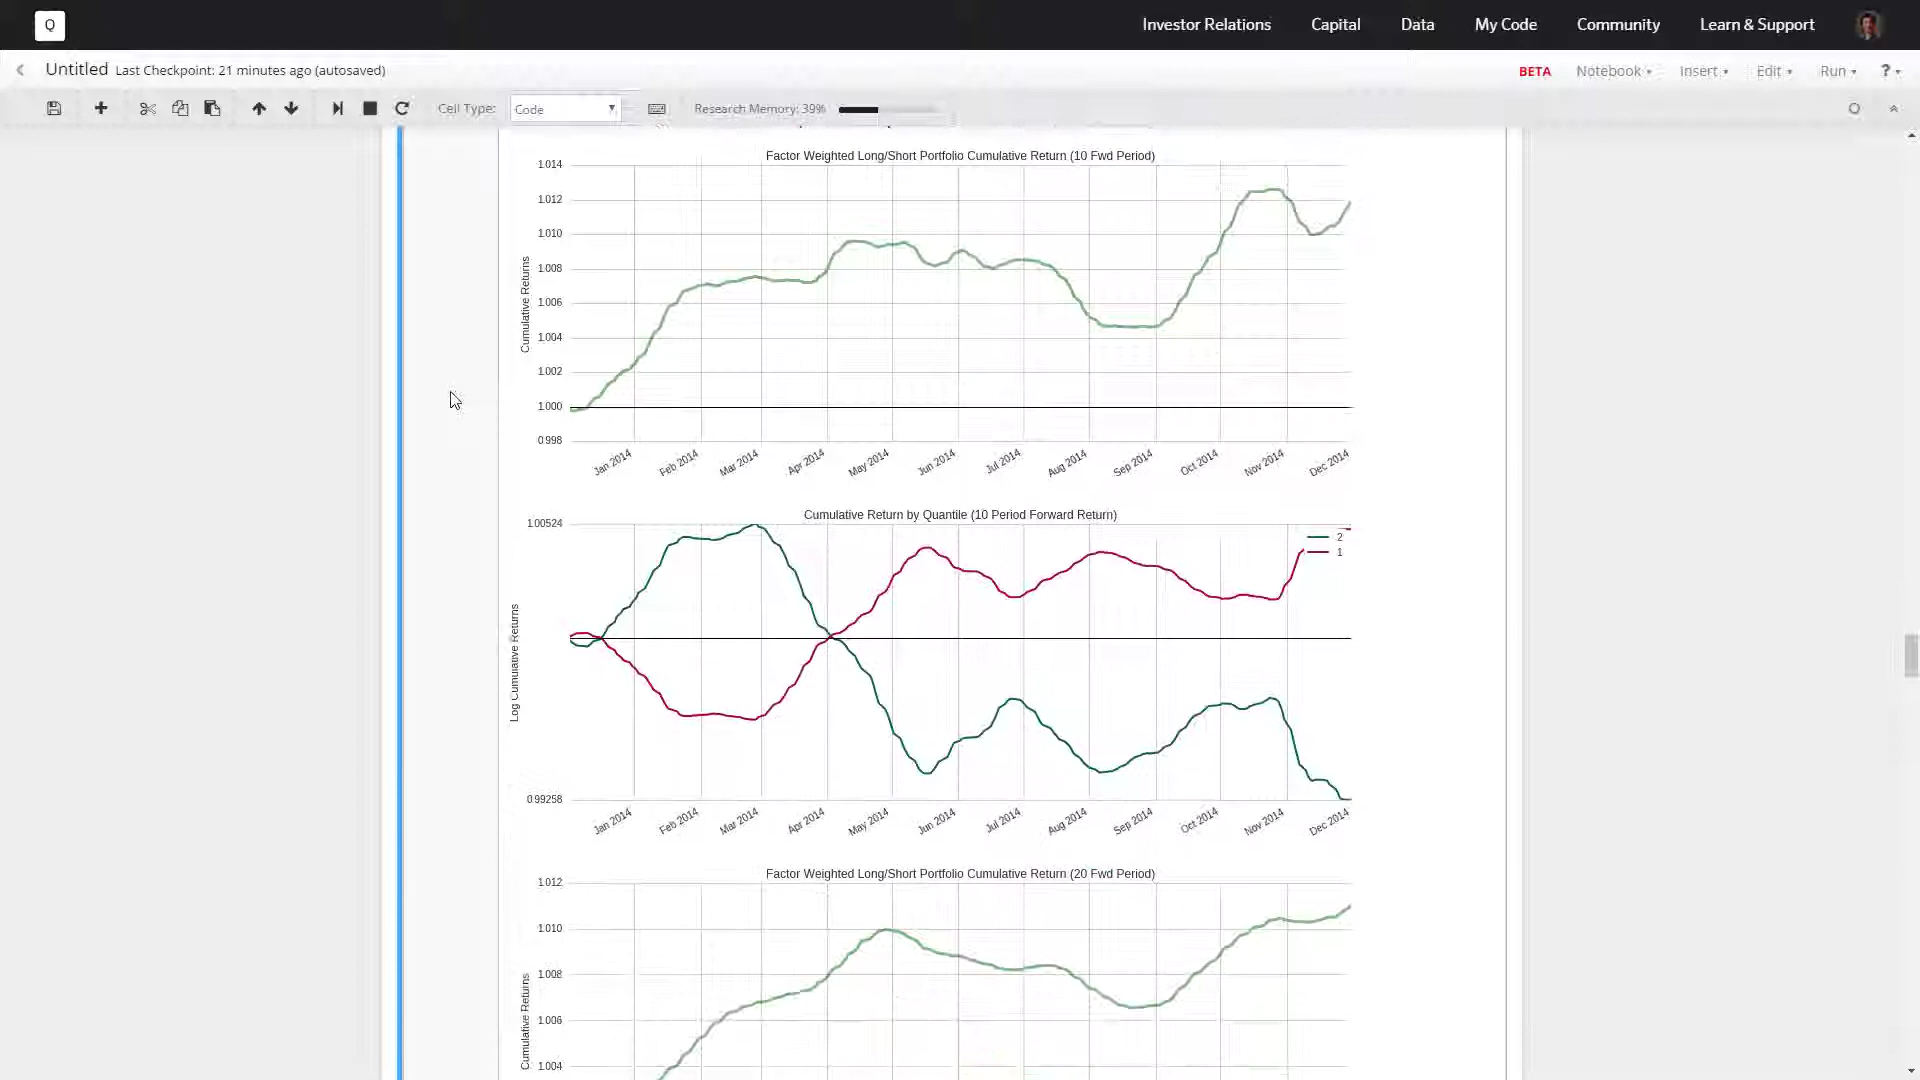 Q
Investor Relations
Capital
Data
My Code
Community
Learn & Support
Untitled Last Checkpoint: 21 minutes ago (autosaved)
BETA
Notebook
Insert
Edit
Run
?
Cell Type:
Code
Research Memory: 39%
Factor Weighted Long/Short Portfolio Cumulative Return (10 Fwd Period)
1.014
1.012
1.010
1.008
1.006
1.004
1.002
1.000
0.998
Cumulative Returns
Jan 2014
Feb 2014
Mar 2014
Apr 2014
May 2014
Jun 2014
Jul 2014
Aug 2014
Sep 2014
Oct 2014
Nov 2014
Dec 2014
Cumulative Return by Quantile (10 Period Forward Return)
1.00524
2
1
Log Cumulative Returns
0.99258
Jan 2014
Feb 2014
Mar 2014
Apr 2014
May 2014
Jun 2014
Jul 2014
Aug 2014
Sep 2014
Oct 2014
Nov 2014
Dec 2014
Factor Weighted Long/Short Portfolio Cumulative Return (20 Fwd Period)
1.012
1.010
1.008
1.006
1.004
Cumulative Returns